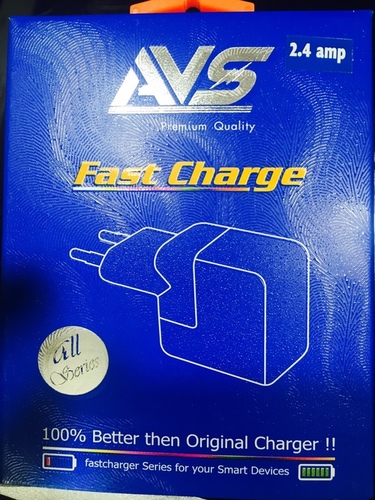 2.4 amp
AVS
Premium Quality
Fast Charge
All
Series
100% Better then Original Charger !!
fastcharger Series for your Smart Devices